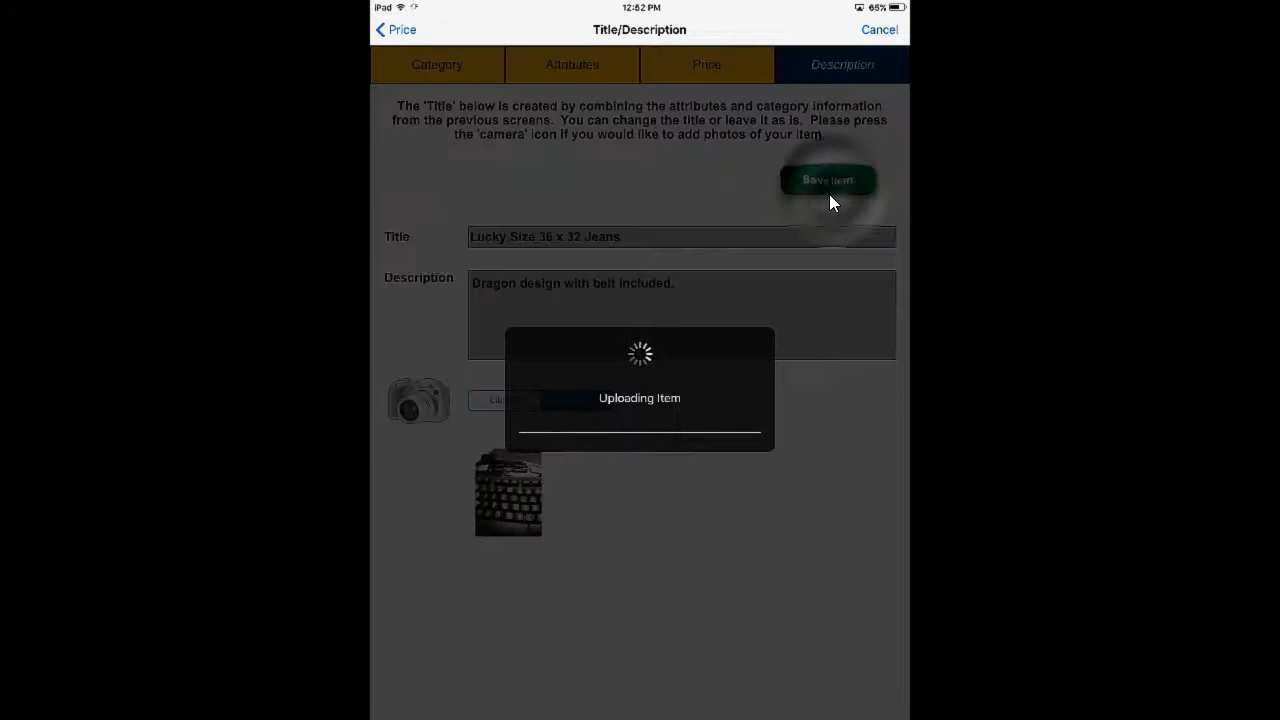 iPad 12:52 PM 65%
Price Title/Description Cancel
Category Attributes Price Description
The 'Title' below is created by combining the attributes and category information
from the previous screens. You can change the title or leave it as is. Please press
the 'camera' icon if you would like to add photos of your item.
Save Item
Title Lucky Size 36 x 32 Jeans
Description Dragon design with belt included.
Uploading Item